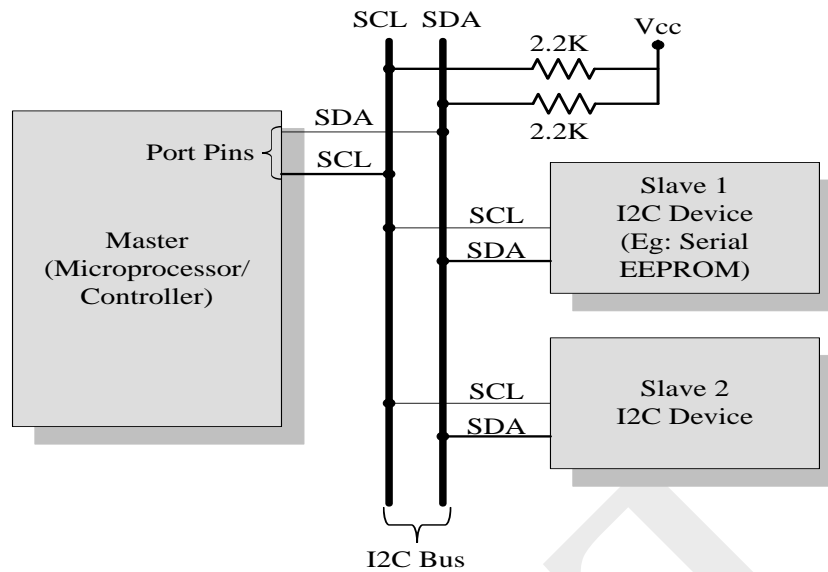 SCL SDA
Vcc
2.2K
2.2K
SDA
Port Pins
SCL
Master
(Microprocessor/
Controller)
SCL
SDA
Slave 1
I2C Device
(Eg: Serial
EEPROM)
SCL
SDA
Slave 2
I2C Device
I2C Bus